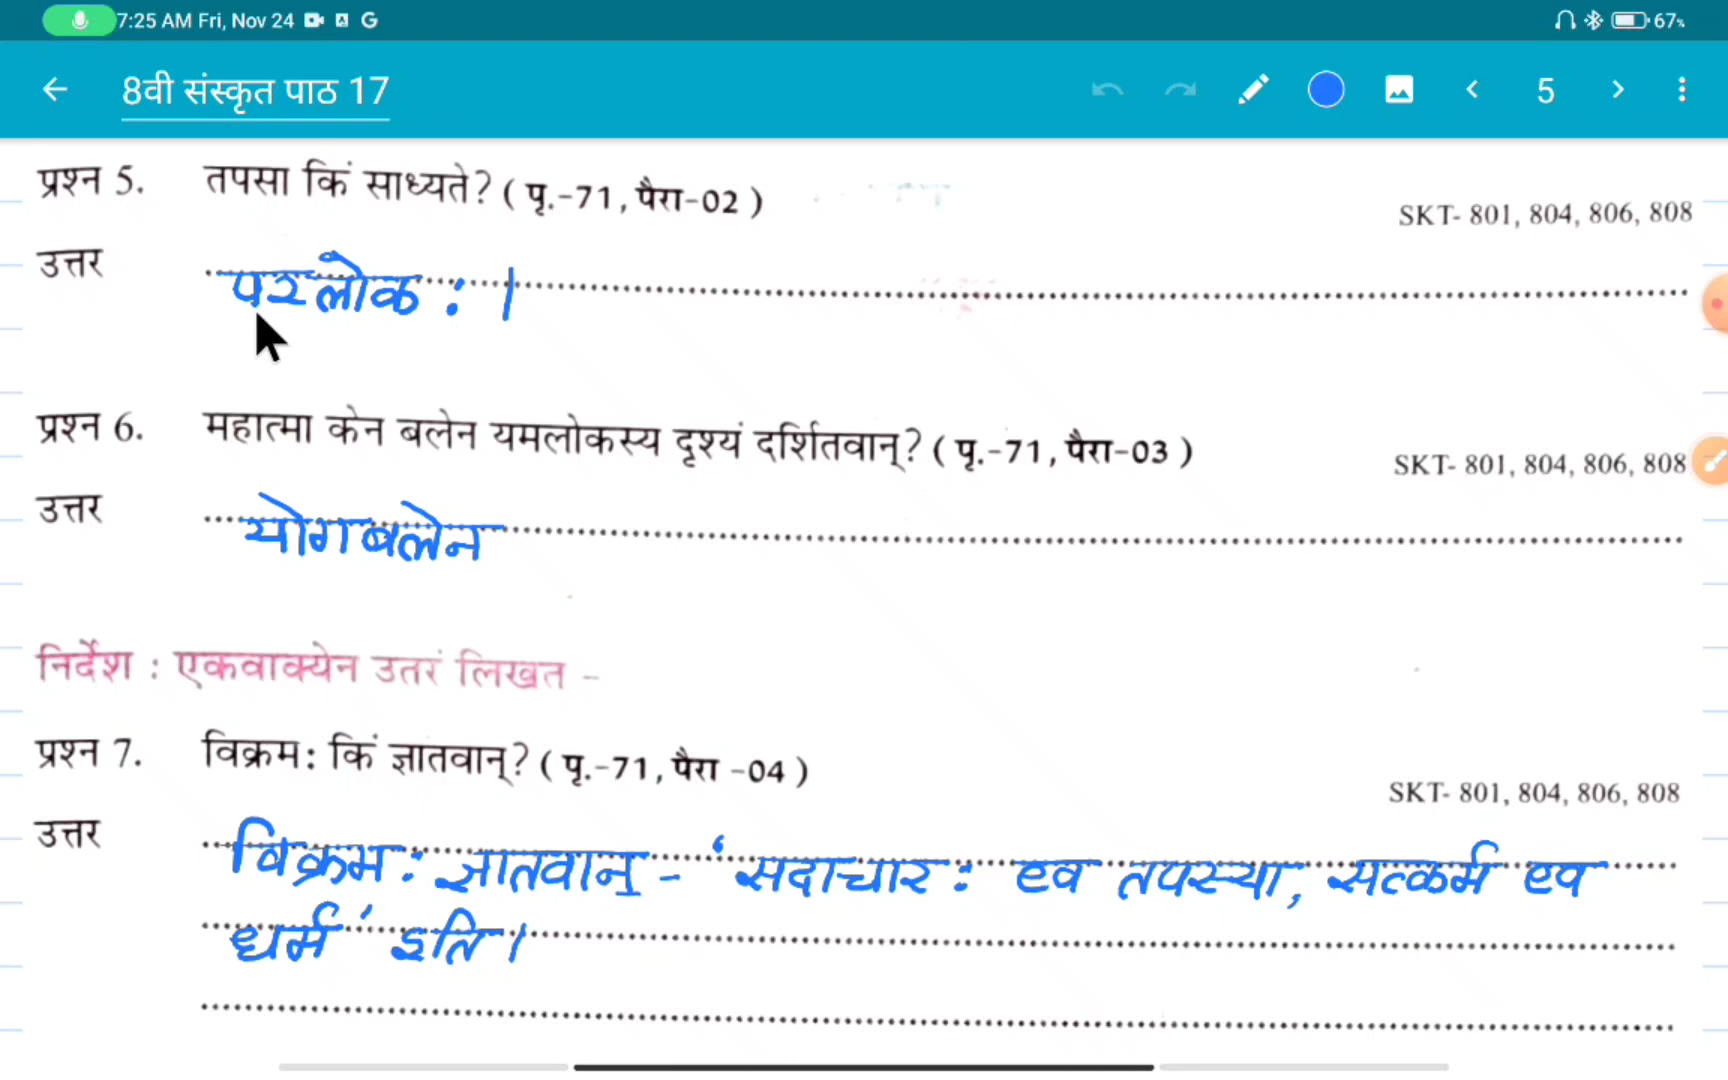 7:25 AM Fri, Nov 24 G 67%
8वी संस्कृत पाठ 17 5
प्रश्न 5. तपसा किं साध्यते? ( पृ.-71, पैरा-02 )
SKT- 801, 804, 806, 808
उत्तर परलोक : ।
प्रश्न 6. महात्मा केन बलेन यमलोकस्य दृश्यं दर्शितवान्? ( पृ.-71, पैरा-03 )
SKT- 801, 804, 806, 808
उत्तर योगबलेन
निर्देश : एकवाक्येन उतरं लिखत -
प्रश्न 7. विक्रम: किं ज्ञातवान्? ( पृ.-71, पैरा -04 )
SKT- 801, 804, 806, 808
उत्तर विक्रम: ज्ञातवान् - 'सदाचार: एव तपस्या, सत्कर्म एव
धर्म' इति।